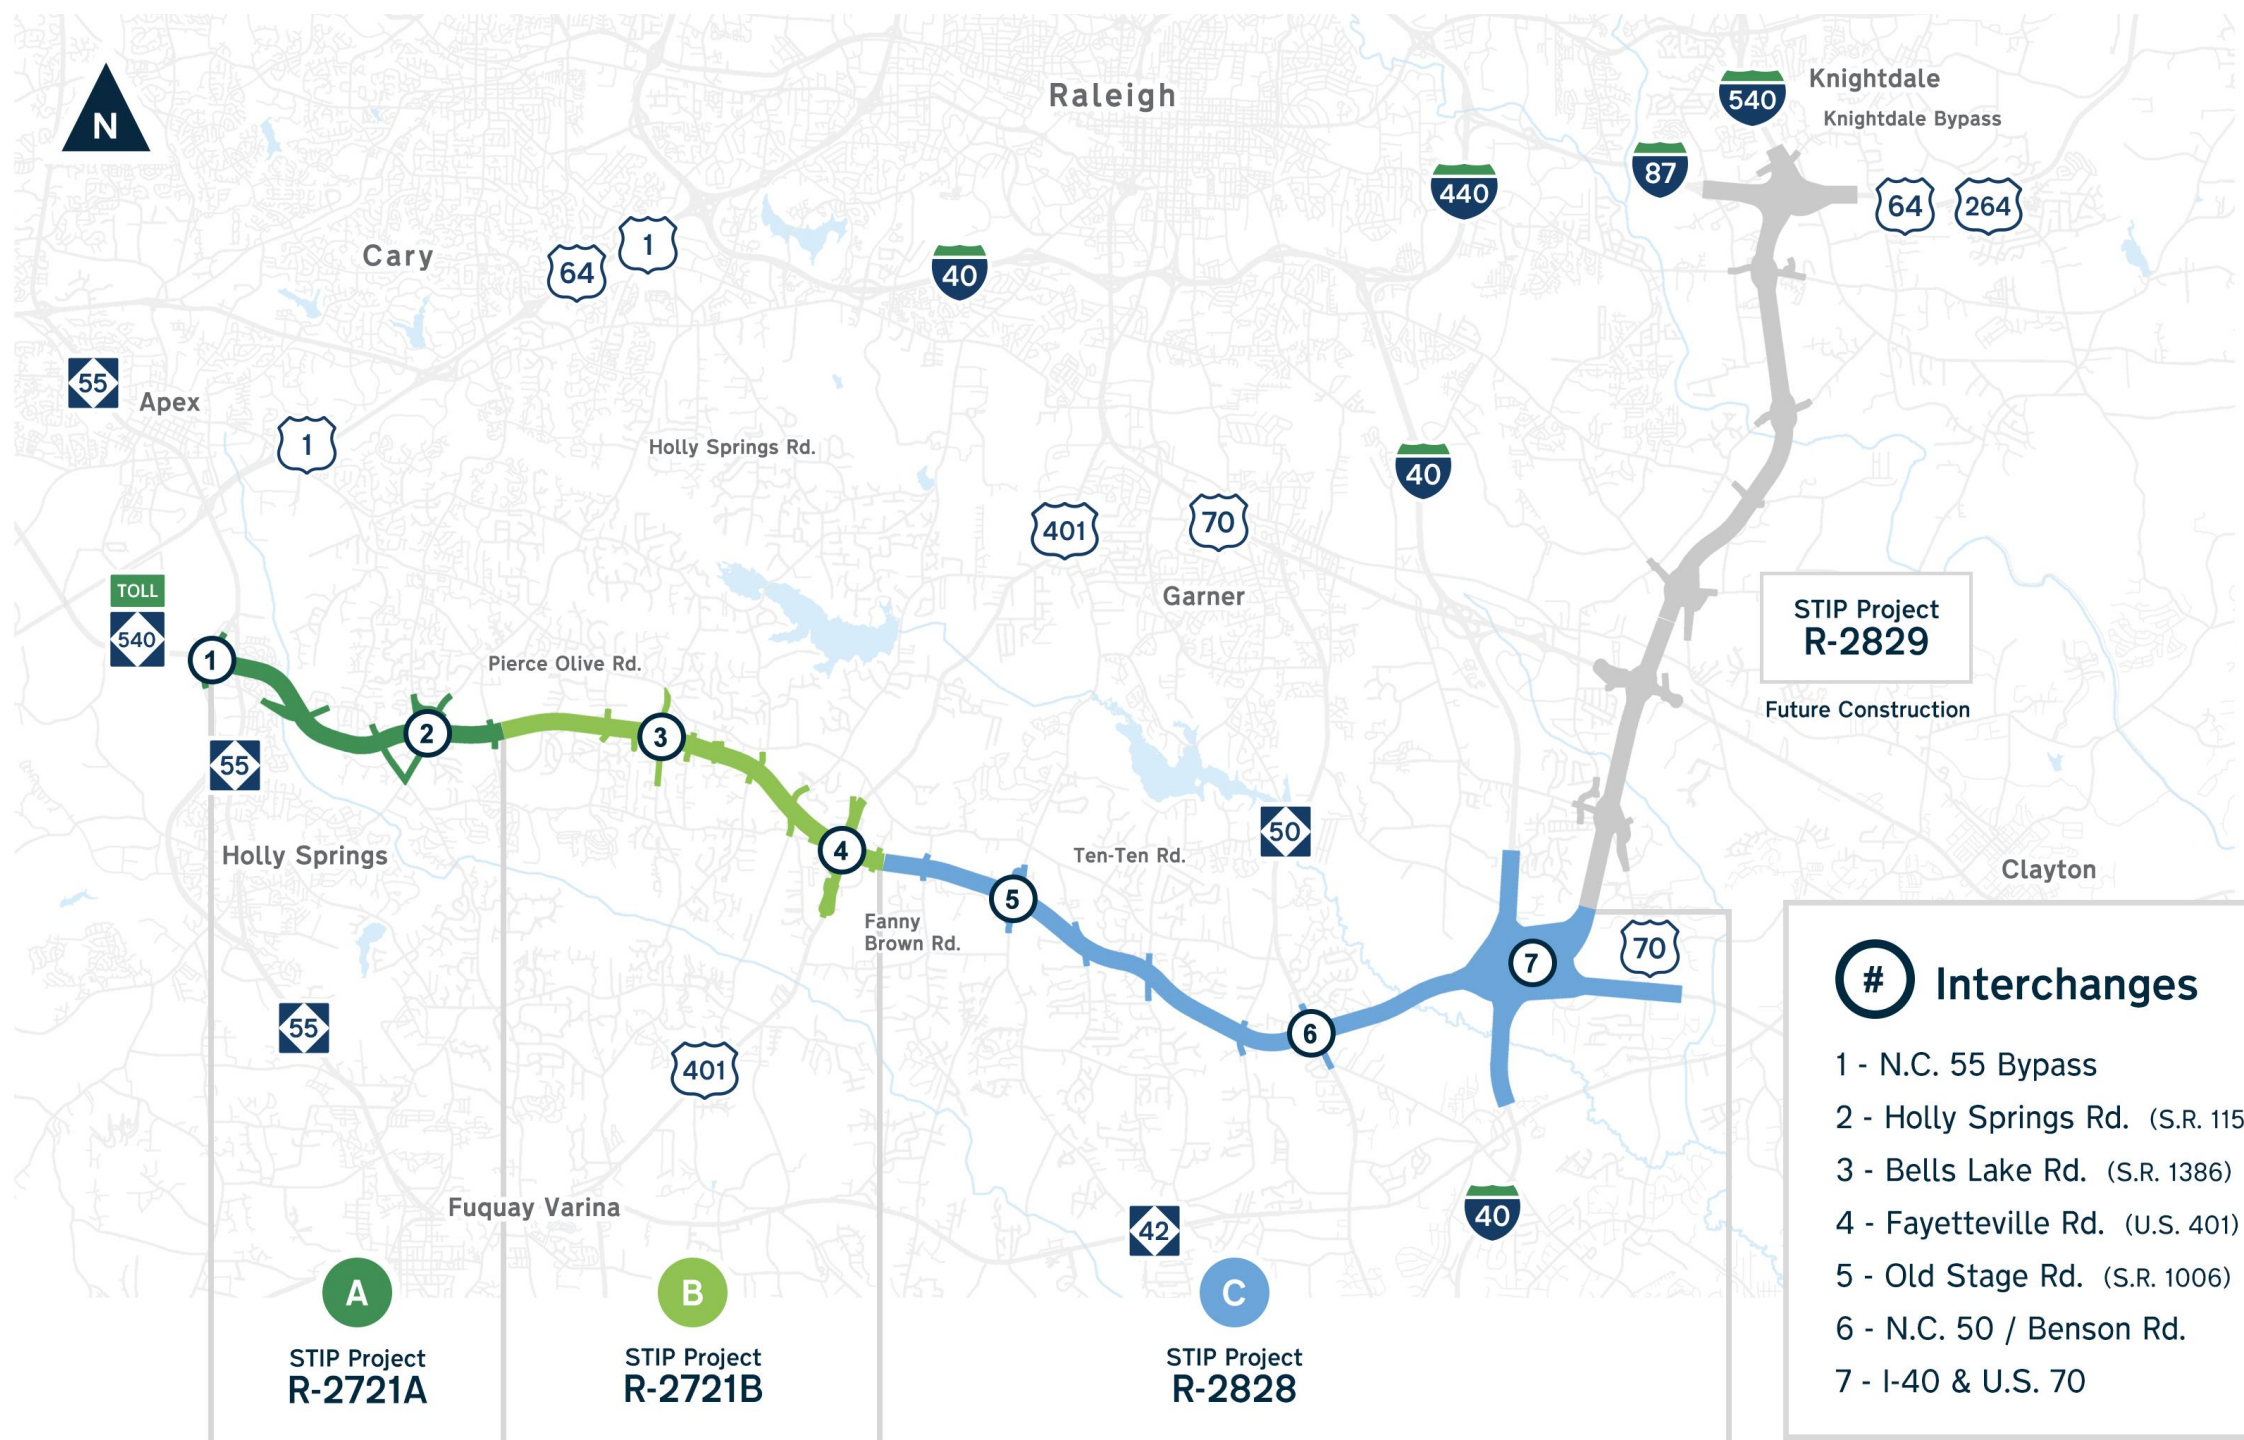 N
Raleigh
540
Knightdale
Knightdale Bypass
87
440
64
264
Cary
64
1
40
55
Apex
1
Holly Springs Rd.
40
401
70
Garner
TOLL
540
STIP Project
R-2829
Future Construction
1
Pierce Olive Rd.
2
3
55
4
Holly Springs
Ten-Ten Rd.
50
Clayton
5
Fanny
Brown Rd.
7
70
55
6
401
Fuquay Varina
42
40
# Interchanges
1 - N.C. 55 Bypass
2 - Holly Springs Rd. (S.R. 115
3 - Bells Lake Rd. (S.R. 1386)
4 - Fayetteville Rd. (U.S. 401)
5 - Old Stage Rd. (S.R. 1006)
6 - N.C. 50 / Benson Rd.
7 - I-40 & U.S. 70
A
STIP Project
R-2721A
B
STIP Project
R-2721B
C
STIP Project
R-2828